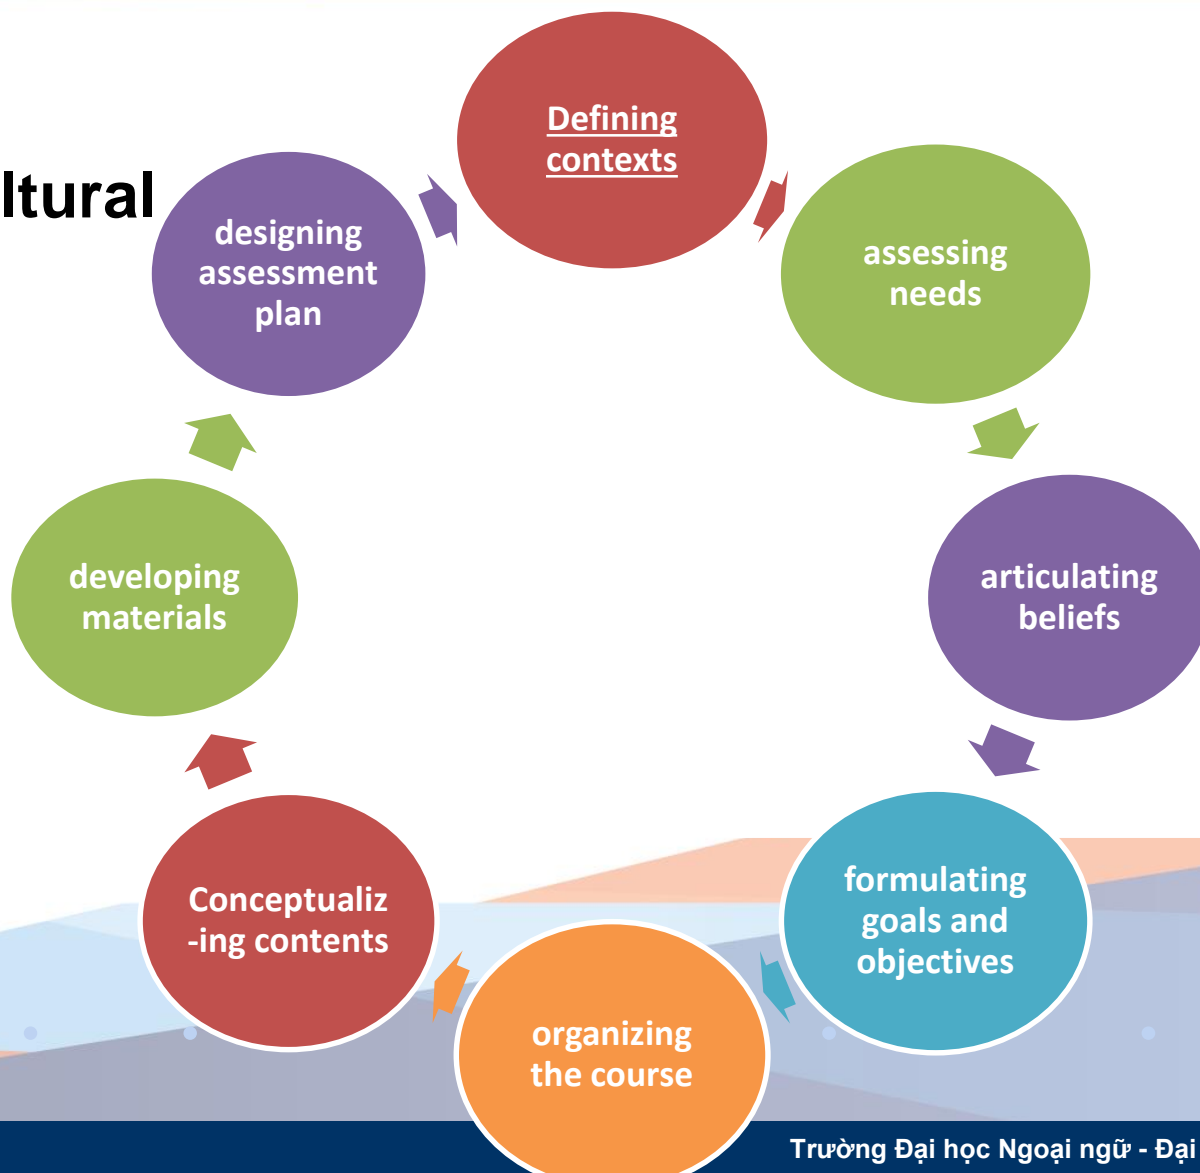 ltural
Defining
contexts
assessing
needs
articulating
beliefs
formulating
goals and
objectives
organizing
the course
Conceptualiz
-ing contents
developing
materials
designing
assessment
plan
Trường Đại học Ngoại ngữ - Đại